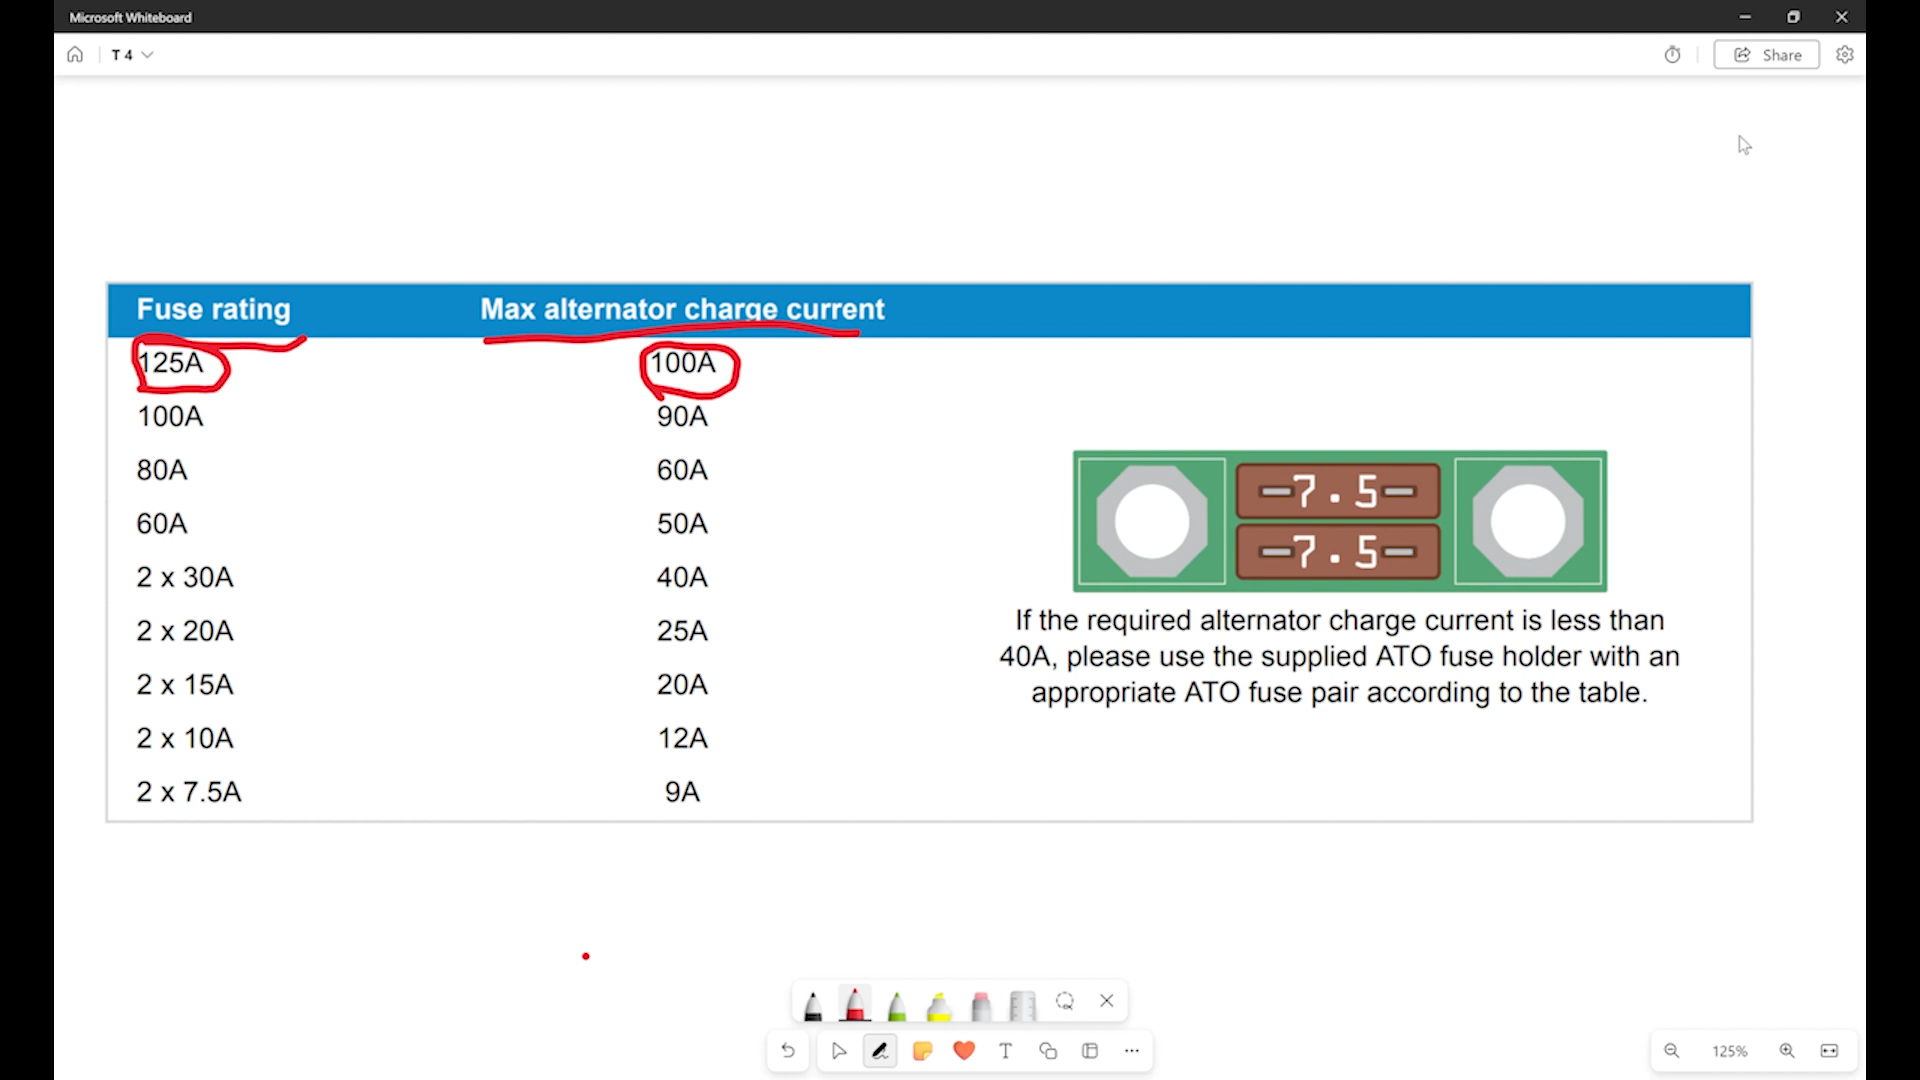 Microsoft Whiteboard
T 4
Share
Fuse rating Max alternator charge current
125A 100A
100A 90A
80A 60A
60A 50A
2 x 30A 40A
2 x 20A 25A
2 x 15A 20A
2 x 10A 12A
2 x 7.5A 9A
-7.5-
-7.5-
If the required alternator charge current is less than
40A, please use the supplied ATO fuse holder with an
appropriate ATO fuse pair according to the table.
125%